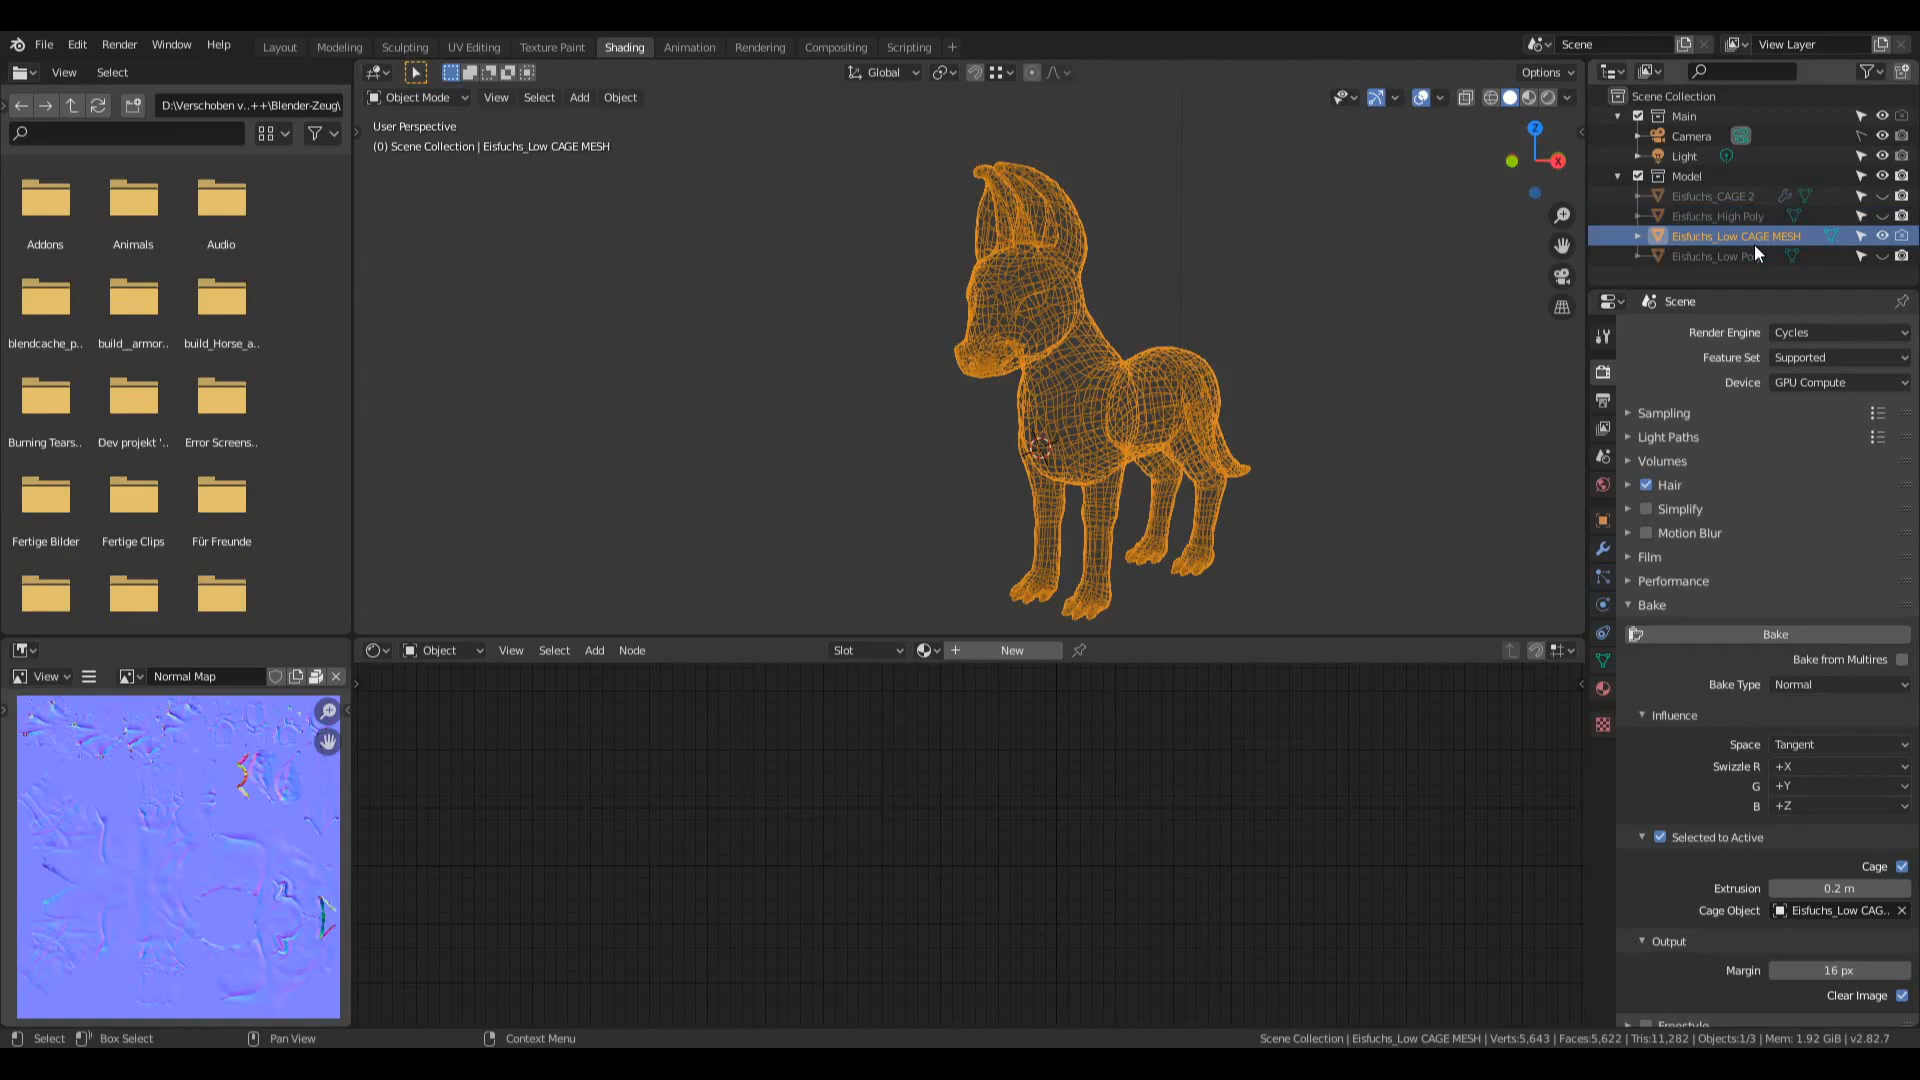 File Edit Render Window Help
Layout Modeling Sculpting UV Editing Texture Paint Shading Animation Rendering Compositing Scripting +
Scene
View Layer
View Select
D:\Verschoben v..++\Blender-Zeug\
Addons Animals Audio
blendcache_p.. build__armor.. build_Horse_a..
Burning Tears.. Dev projekt '.. Error Screens..
Fertige Bilder Fertige Clips Für Freunde
Global
Options
Object Mode View Select Add Object
User Perspective
(0) Scene Collection | Eisfuchs_Low CAGE MESH
Z
X
Scene Collection
Main
Camera
Light
Model
Eisfuchs_CAGE 2
Eisfuchs_High Poly
Eisfuchs_Low CAGE MESH
Eisfuchs_Low
Scene
Render Engine Cycles
Feature Set Supported
Device GPU Compute
Sampling
Light Paths
Volumes
Hair
Simplify
Motion Blur
Film
Performance
Bake
Bake
Bake from Multires
Bake Type Normal
Influence
Space Tangent
Swizzle R +X
G +Y
B +Z
Selected to Active
Cage
Extrusion 0.2 m
Cage Object Eisfuchs_Low CAG..
Output
Margin 16 px
Clear Image
Freestyle
View Normal Map
Object View Select Add Node
Slot
+ New
Select Box Select Pan View Context Menu
Scene Collection | Eisfuchs_Low CAGE MESH | Verts:5,643 | Faces:5,622 | Tris:11,282 | Objects:1/3 | Mem: 1.92 GiB | v2.82.7